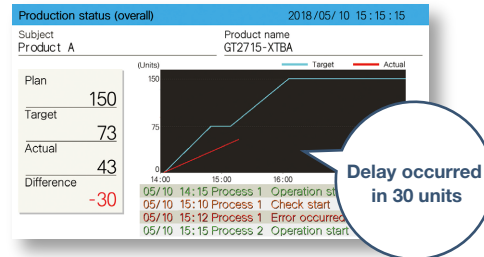 Production status (overall) 2018/05/10 15:15:15
Subject
Product A
Product name
GT2715-XTBA
(Units)
Target Actual
Plan
150
Target
73
Actual
43
Difference
-30
150
75
0
14:00 15:00 16:00
05/10 14:15 Process 1 Operation st
05/10 15:10 Process 1 Check start
05/10 15:12 Process 1 Error occurred
05/10 15:15 Process 2 Operation start
Delay occurred
in 30 units